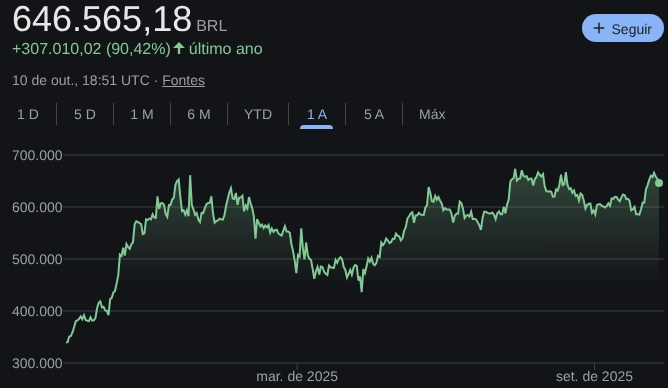 646.565,18 BRL
+ Seguir
+307.010,02 (90,42%) ↑ último ano
10 de out., 18:51 UTC · Fontes
1 D 5 D 1 M 6 M YTD 1 A 5 A Máx
700.000
600.000
500.000
400.000
300.000
mar. de 2025 set. de 2025